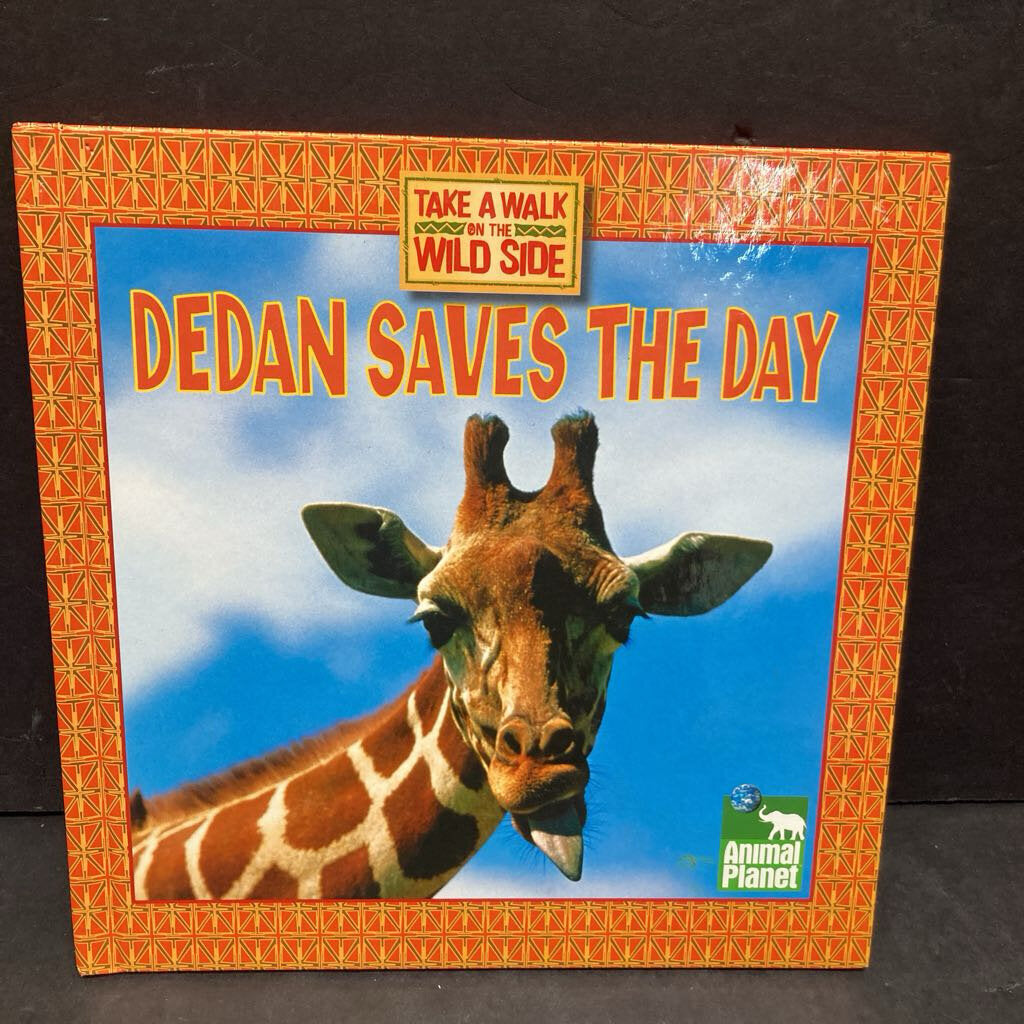 TAKE A WALK
ON THE
WILD SIDE
DEDAN SAVES THE DAY
Animal
Planet